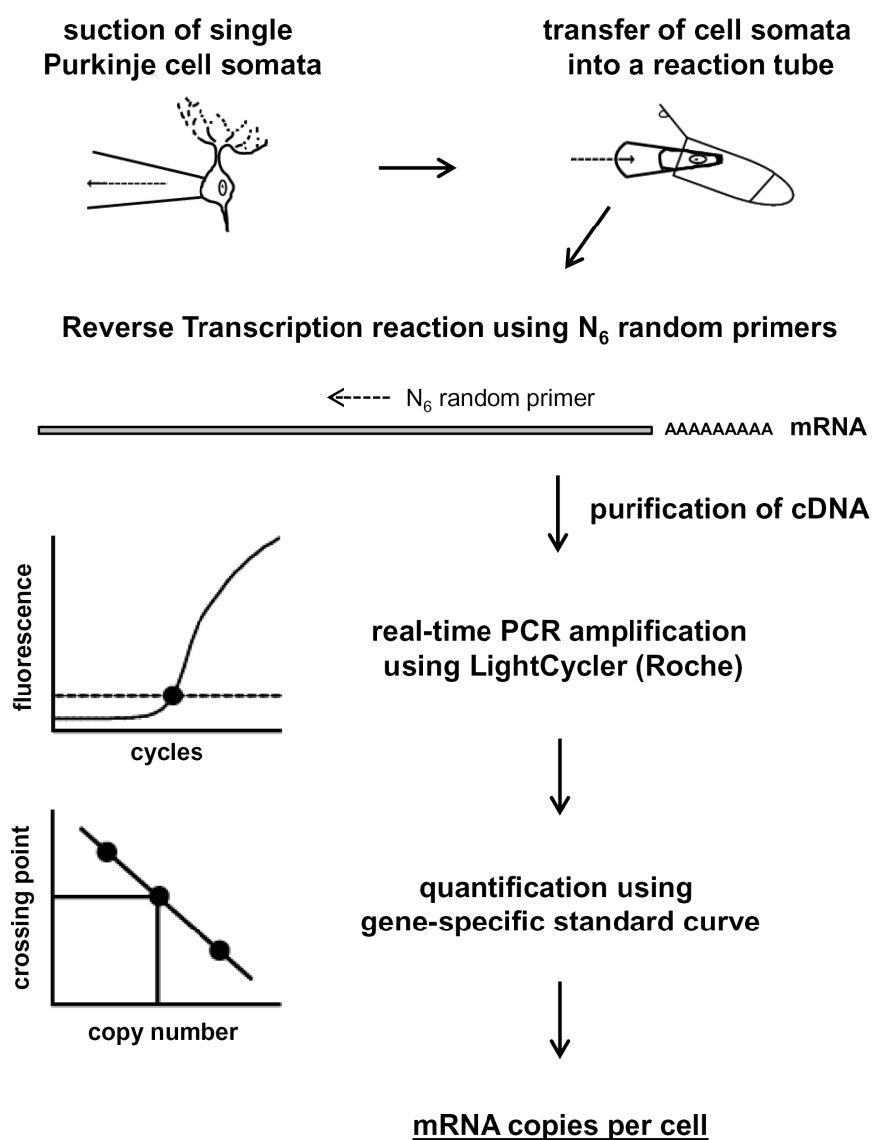 suction of single
Purkinje cell somata
transfer of cell somata
into a reaction tube
Reverse Transcription reaction using N₆ random primers
N₆ random primer
AAAAAAAAA mRNA
purification of cDNA
fluorescence
cycles
real-time PCR amplification
using LightCycler (Roche)
crossing point
copy number
quantification using
gene-specific standard curve
mRNA copies per cell